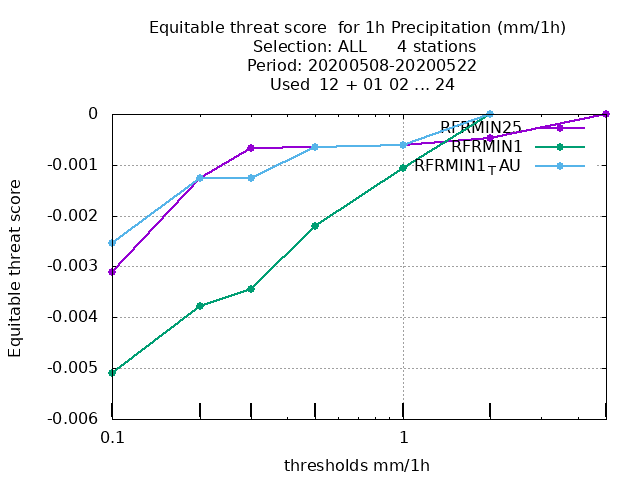 Equitable threat score for 1h Precipitation (mm/1h)
Selection: ALL 4 stations
Period: 20200508-20200522
Used 12 + 01 02 ... 24
0
-0.001
-0.002
-0.003
-0.004
-0.005
-0.006
Equitable threat score
RFRMIN25
RFRMIN1
RFRMIN1TAU
0.1
1
thresholds mm/1h